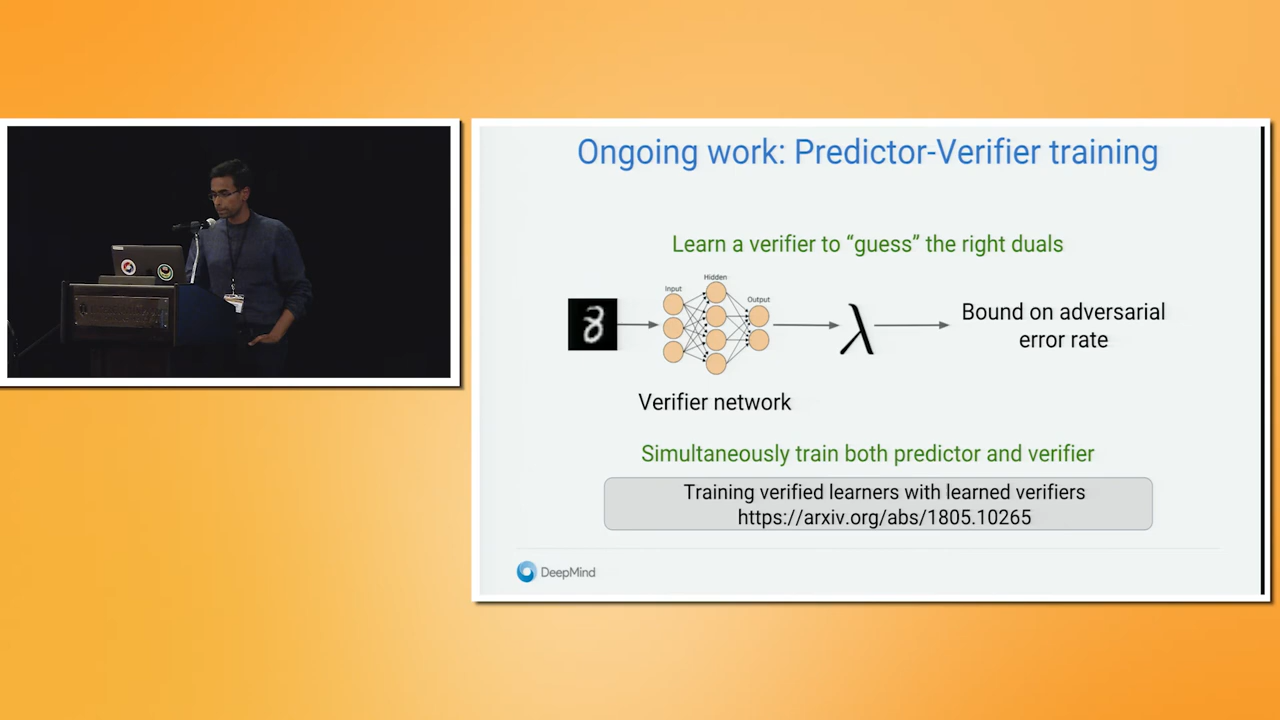 Ongoing work: Predictor-Verifier training
Learn a verifier to “guess” the right duals
Input
Hidden
Output
λ
Bound on adversarial
error rate
Verifier network
Simultaneously train both predictor and verifier
Training verified learners with learned verifiers
https://arxiv.org/abs/1805.10265
DeepMind